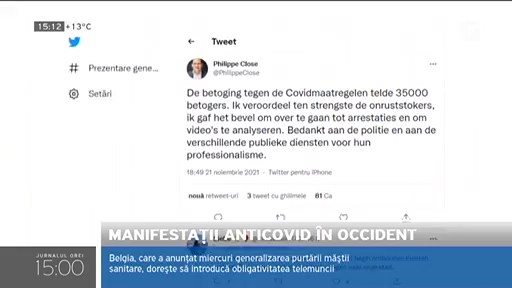 15:12 +13°C
Tweet
Prezentare gene...
Setări
Philippe Close
@PhilippeClose
De betoging tegen de Covidmaatregelen telde 35000
betogers. Ik veroordeel ten strengste de onruststokers,
ik gaf het bevel om over te gaan tot arrestaties en om
video's te analyseren. Bedankt aan de politie en aan de
verschillende publieke diensten voor hun
professionalisme.
18:49 21 noiembrie 2021 · Twitter pentru iPhone
nouă retweet-uri 3 tweet cu ghilimele 61 Ca
MANIFESTAȚII ANTICOVID ÎN OCCIDENT
JURNALUL OREI
15:00
Belgia, care a anunțat miercuri generalizarea purtării măștii
sanitare, dorește să introducă obligativitatea telemuncii